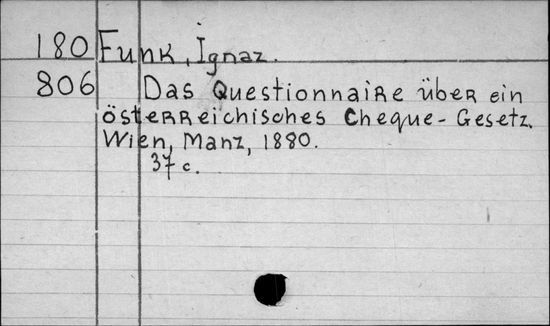 180 Funk, Ignaz.
806 Das Questionnaire über ein
österreichisches Cheque-Gesetz.
Wien, Manz, 1880.
37 c.